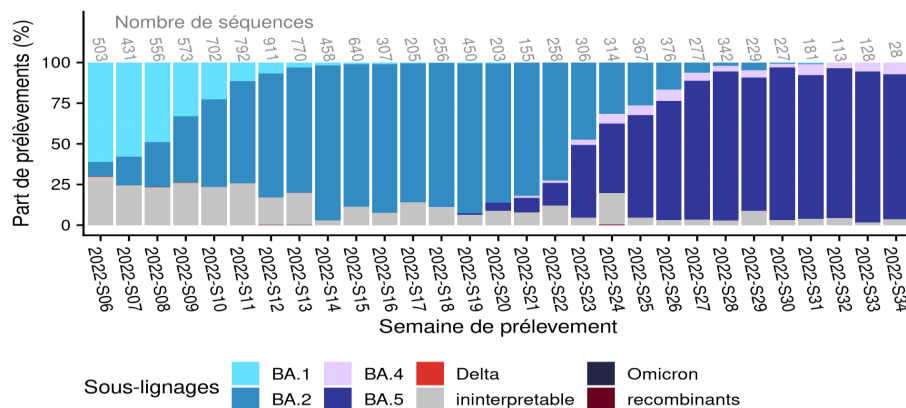 Nombre de séquences
503 431 556 573 702 792 911 770 458 640 307 205 256 450 203 155 258 306 314 367 376 277 342 229 227 181 113 128 28
Part de prélèvements (%)
100
75
50
25
0
2022-S06 2022-S07 2022-S08 2022-S09 2022-S10 2022-S11 2022-S12 2022-S13 2022-S14 2022-S15 2022-S16 2022-S17 2022-S18 2022-S19 2022-S20 2022-S21 2022-S22 2022-S23 2022-S24 2022-S25 2022-S26 2022-S27 2022-S28 2022-S29 2022-S30 2022-S31 2022-S32 2022-S33 2022-S34
Semaine de prélevement
Sous-lignages
BA.1 BA.4 Delta Omicron
BA.2 BA.5 ininterpretable recombinants